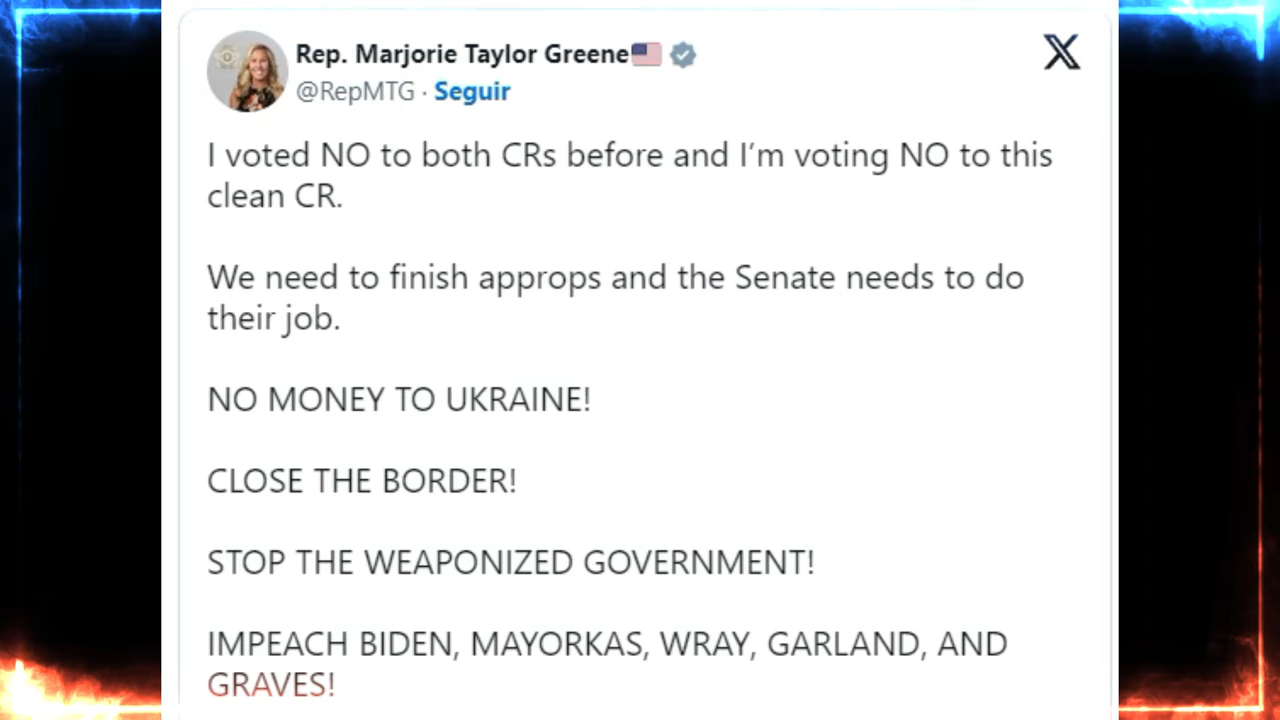 Rep. Marjorie Taylor Greene🇺🇸
@RepMTG · Seguir
I voted NO to both CRs before and I’m voting NO to this
clean CR.
We need to finish approps and the Senate needs to do
their job.
NO MONEY TO UKRAINE!
CLOSE THE BORDER!
STOP THE WEAPONIZED GOVERNMENT!
IMPEACH BIDEN, MAYORKAS, WRAY, GARLAND, AND
GRAVES!